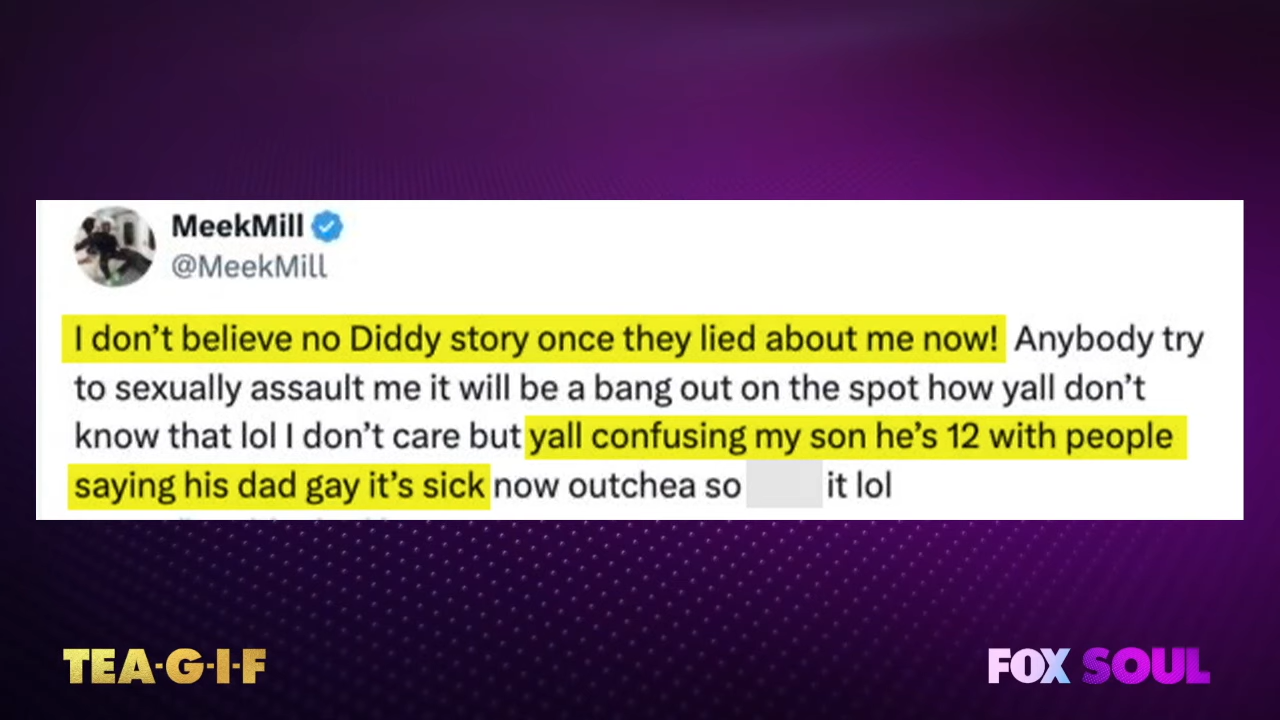 MeekMill
@MeekMill
I don’t believe no Diddy story once they lied about me now! Anybody try
to sexually assault me it will be a bang out on the spot how yall don’t
know that lol I don’t care but yall confusing my son he’s 12 with people
saying his dad gay it’s sick now outchea so it lol
TEA·G·I·F
FOX SOUL